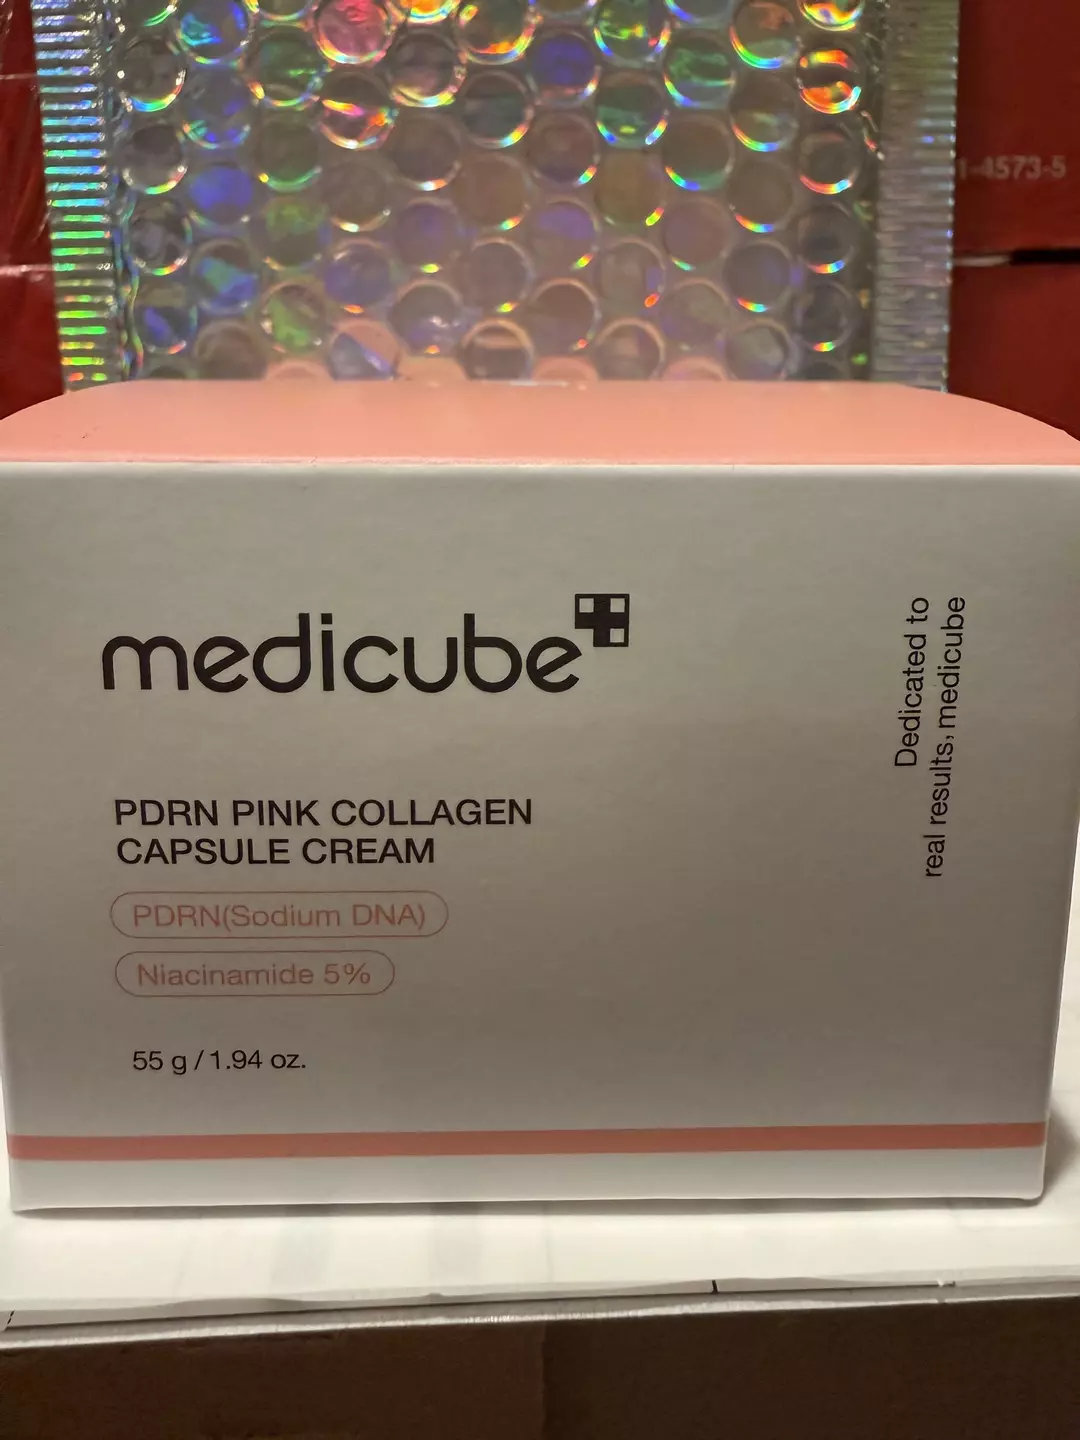 1-4573-5
medicube
PDRN PINK COLLAGEN
CAPSULE CREAM
PDRN(Sodium DNA)
Niacinamide 5%
55 g / 1.94 oz.
Dedicated to
real results, medicube